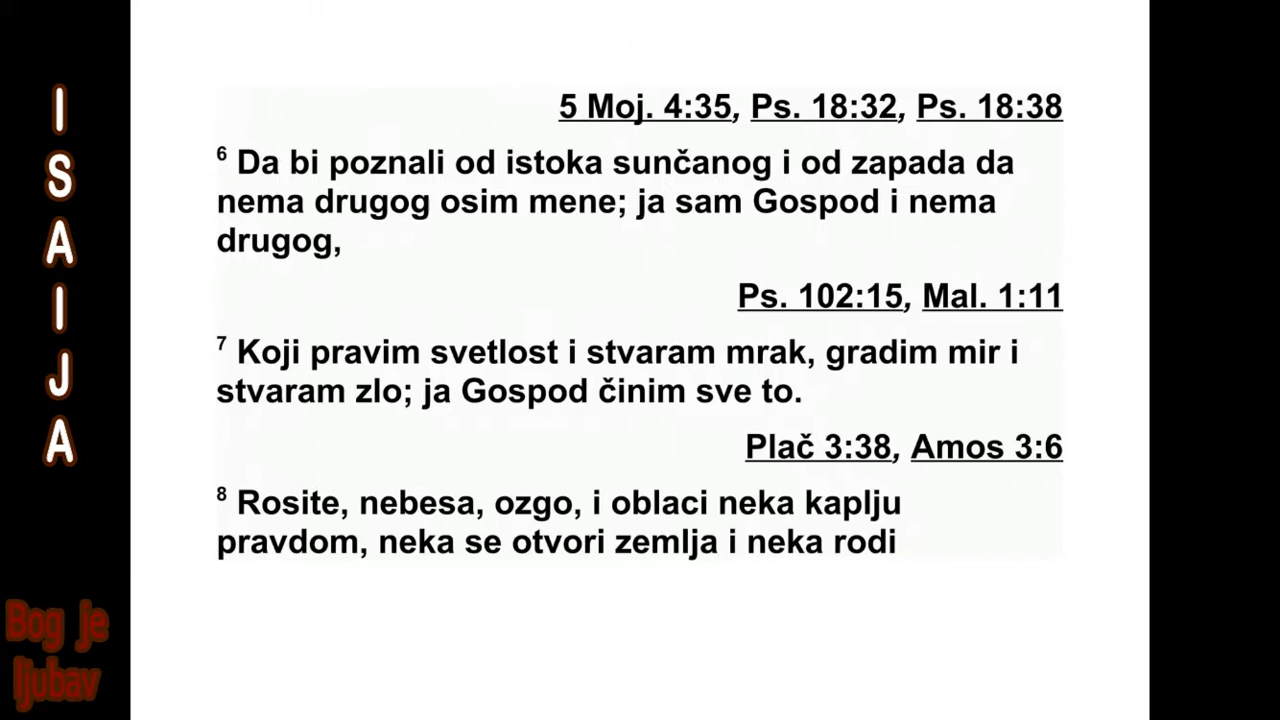 ISAIJA
5 Moj. 4:35, Ps. 18:32, Ps. 18:38
6 Da bi poznali od istoka sunčanog i od zapada da
nema drugog osim mene; ja sam Gospod i nema
drugog,
Ps. 102:15, Mal. 1:11
7 Koji pravim svetlost i stvaram mrak, gradim mir i
stvaram zlo; ja Gospod činim sve to.
Plač 3:38, Amos 3:6
8 Rosite, nebesa, ozgo, i oblaci neka kaplju
pravdom, neka se otvori zemlja i neka rodi
Bog je
ljubav